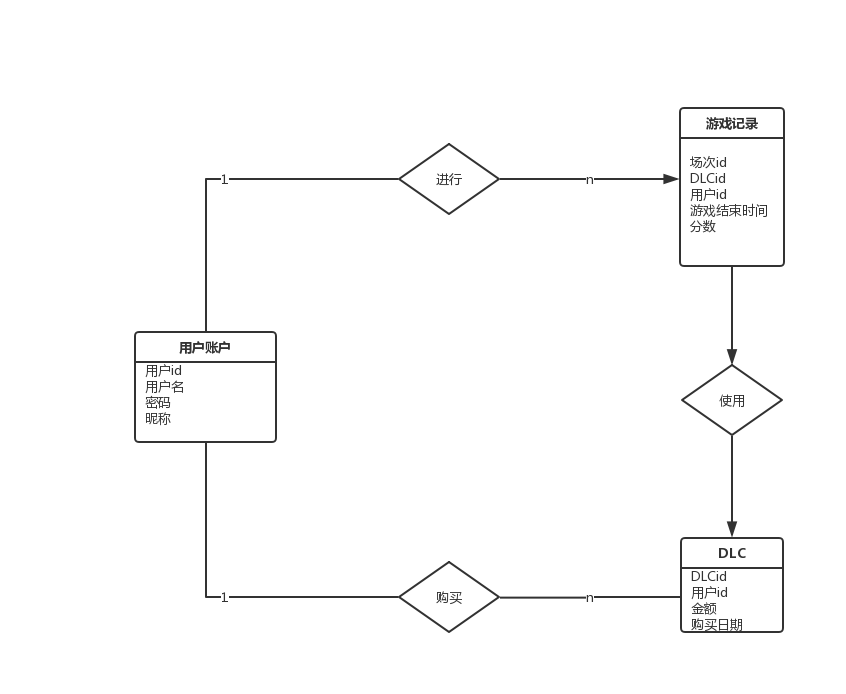 游戏记录
场次id
DLCid
用户id
游戏结束时间
分数
1
进行
n
用户账户
用户id
用户名
密码
昵称
使用
DLC
DLCid
用户id
金额
购买日期
1
购买
n